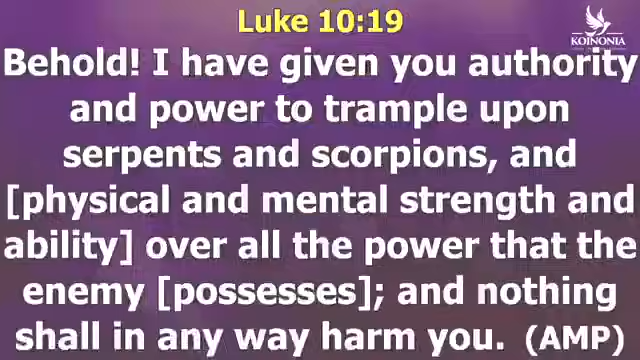 Luke 10:19
KOINONIA
Behold! I have given you authority
and power to trample upon
serpents and scorpions, and
[physical and mental strength and
ability] over all the power that the
enemy [possesses]; and nothing
shall in any way harm you. (AMP)